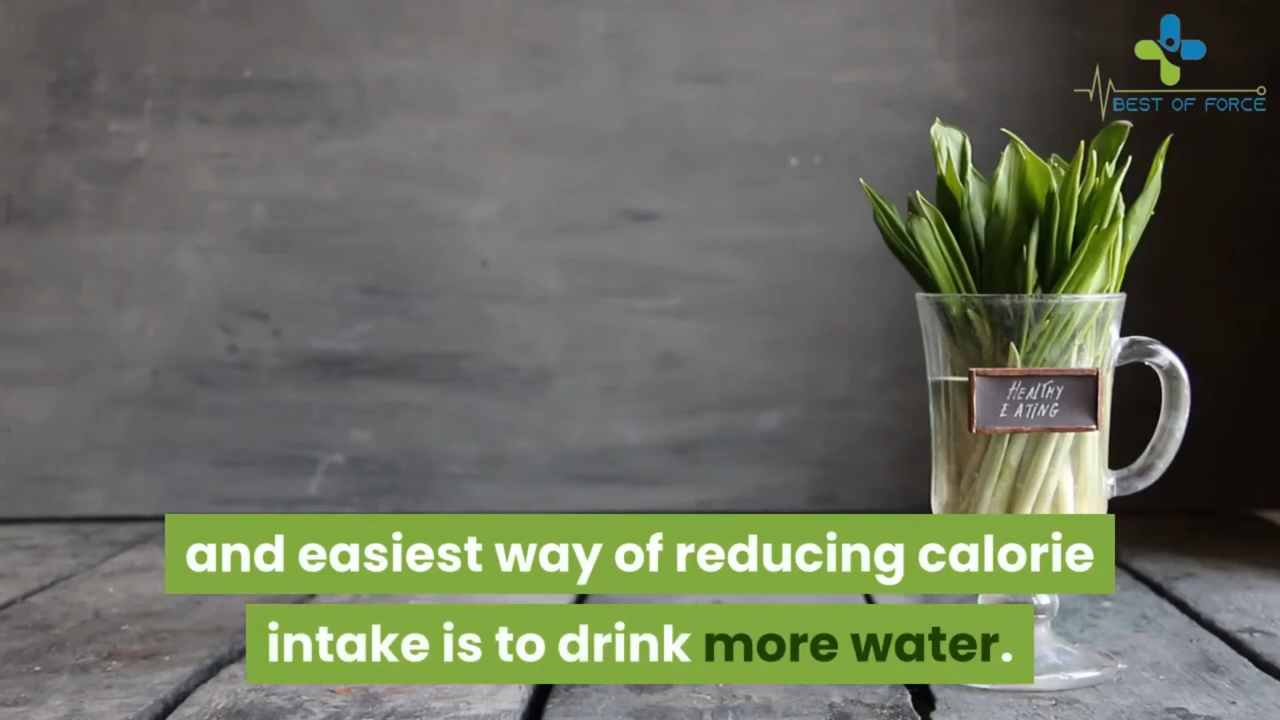 BEST OF FORCE
HEALTHY
EATING
and easiest way of reducing calorie
intake is to drink more water.